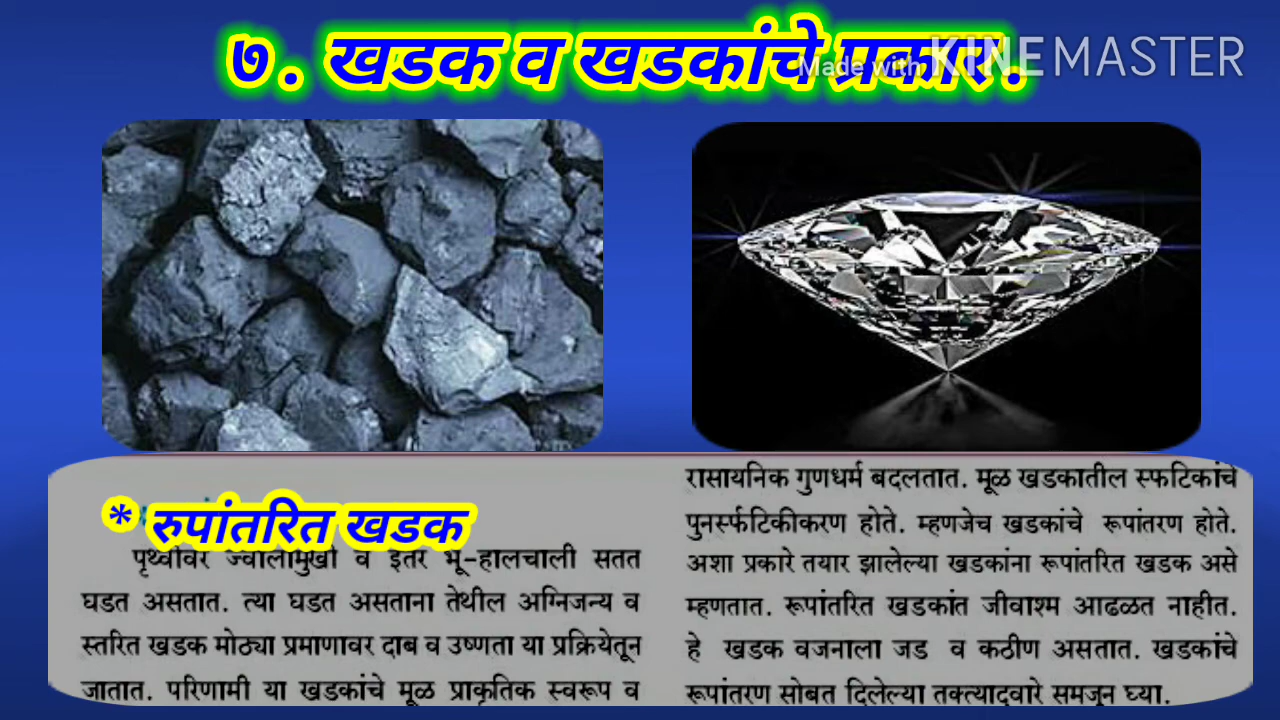 ७. खडक व खडकांचे प्रकार.
Made with KINEMASTER
* रुपांतरित खडक
पृथ्वीवर ज्वालामुखी व इतर भू-हालचाली सतत
घडत असतात. त्या घडत असताना तेथील अग्निजन्य व
स्तरित खडक मोठ्या प्रमाणावर दाब व उष्णता या प्रक्रियेतून
जातात. परिणामी या खडकांचे मूळ प्राकृतिक स्वरूप व
रासायनिक गुणधर्म बदलतात. मूळ खडकातील स्फटिकांचे
पुनर्स्फटिकीकरण होते. म्हणजेच खडकांचे रूपांतरण होते.
अशा प्रकारे तयार झालेल्या खडकांना रूपांतरित खडक असे
म्हणतात. रूपांतरित खडकांत जीवाश्म आढळत नाहीत.
हे खडक वजनाला जड व कठीण असतात. खडकांचे
रूपांतरण सोबत दिलेल्या तक्त्याद्वारे समजून घ्या.